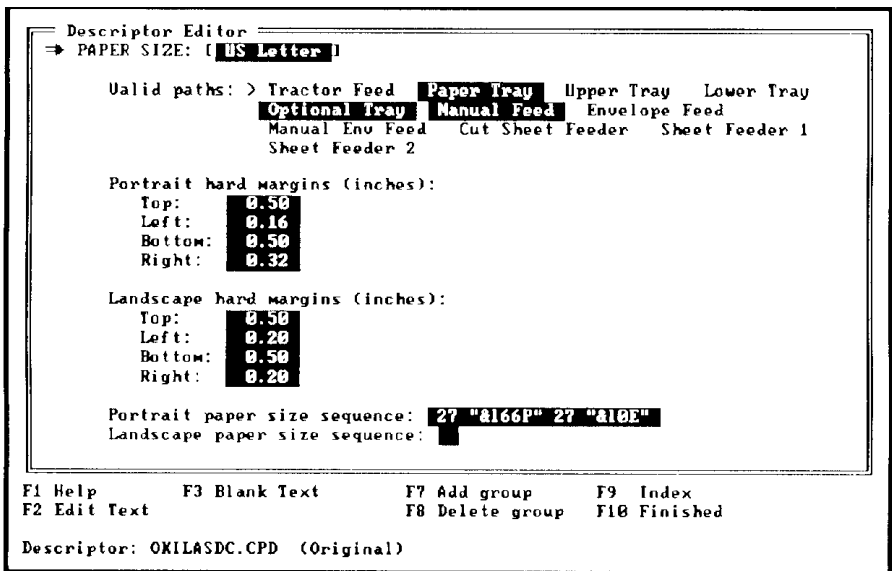 Descriptor Editor
⇒ PAPER SIZE: [ US Letter ]
Valid paths: > Tractor Feed Paper Tray Upper Tray Lower Tray
Optional Tray Manual Feed Envelope Feed
Manual Env Feed Cut Sheet Feeder Sheet Feeder 1
Sheet Feeder 2
Portrait hard margins (inches):
Top: 0.50
Left: 0.16
Bottom: 0.50
Right: 0.32
Landscape hard margins (inches):
Top: 0.50
Left: 0.20
Bottom: 0.50
Right: 0.20
Portrait paper size sequence: 27 "&l66P" 27 "&l0E"
Landscape paper size sequence:
F1 Help F3 Blank Text F7 Add group F9 Index
F2 Edit Text F8 Delete group F10 Finished
Descriptor: OKILASDC.CPD (Original)